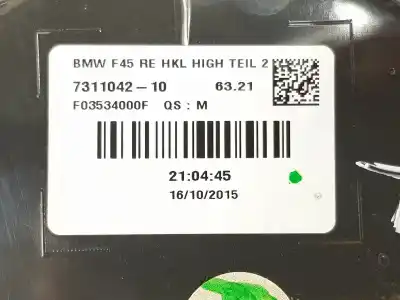 BMW F45 RE HKL HIGH TEIL 2
7311042-10 63.21
F03534000F QS : M
21:04:45
16/10/2015